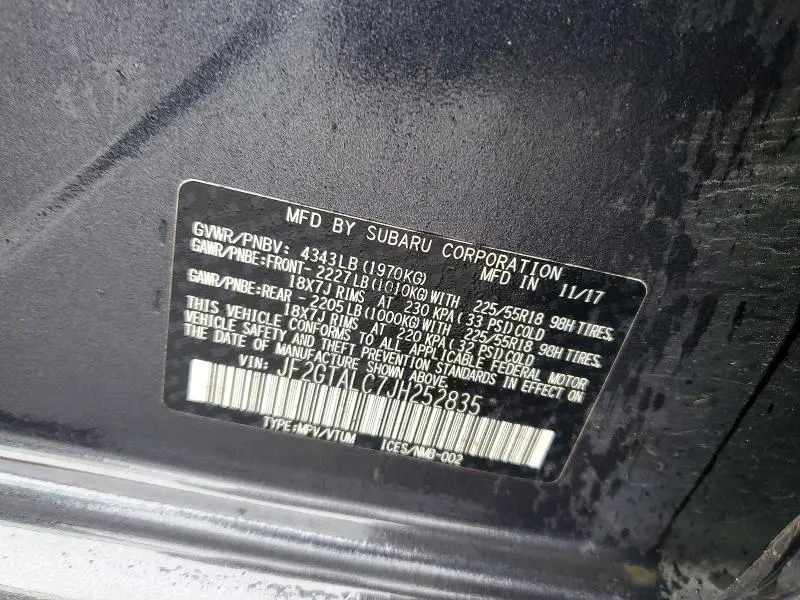 MFD BY SUBARU CORPORATION
GVWR/PNBV: 4343LB(1970KG) MFD IN 11/17
GAWR/PNBE:FRONT-2227LB(1010KG)WITH 225/55R18 98H TIRES,
18X7J RIMS AT 230 KPA(33 PSI)COLD
GAWR/PNBE:REAR -2205LB(1000KG)WITH 225/55R18 98H TIRES,
18X7J RIMS AT 220 KPA(32 PSI)COLD
THIS VEHICLE CONFORMS TO ALL APPLICABLE FEDERAL MOTOR
VEHICLE SAFETY AND THEFT PREVENTION STANDARDS IN EFFECT ON
THE DATE OF MANUFACTURE SHOWN ABOVE.
VIN: JF2GTALC7JH252835
TYPE:MPV/VTUM ICES/NMB-002